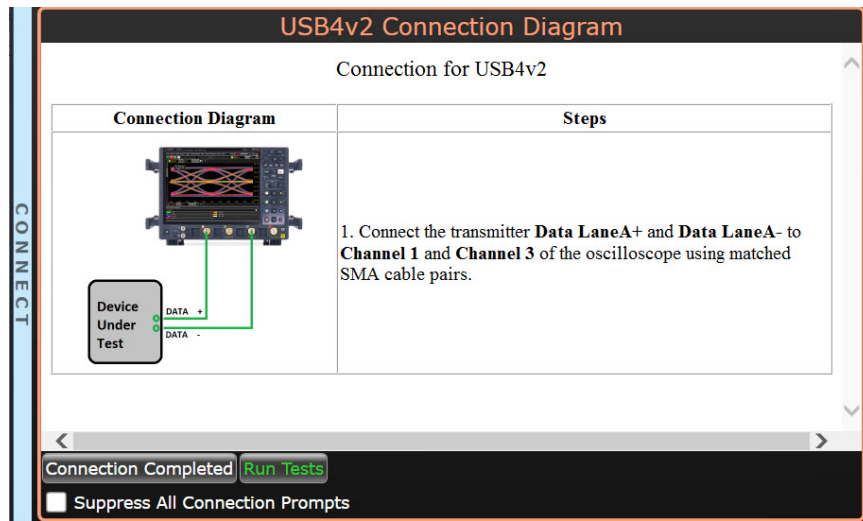 USB4v2 Connection Diagram
Connection for USB4v2
Connection Diagram
Steps
1. Connect the transmitter Data LaneA+ and Data LaneA- to
Channel 1 and Channel 3 of the oscilloscope using matched
SMA cable pairs.
Device
Under
Test
DATA +
DATA -
CONNECT
Connection Completed
Run Tests
Suppress All Connection Prompts